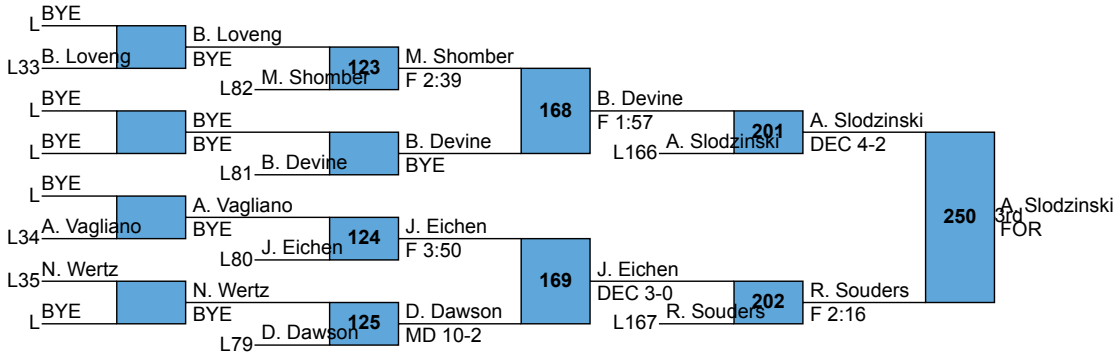 L BYE
L33 B. Loveng
B. Loveng
BYE
L82 M. Shomber
123
M. Shomber
F 2:39
L BYE
L BYE
BYE
BYE
L81 B. Devine
B. Devine
BYE
168
B. Devine
F 1:57
L166 A. Slodzinski
201
A. Slodzinski
DEC 4-2
L BYE
L34 A. Vagliano
A. Vagliano
BYE
L80 J. Eichen
124
J. Eichen
F 3:50
L35 N. Wertz
L BYE
N. Wertz
BYE
L79 D. Dawson
125
D. Dawson
MD 10-2
169
J. Eichen
DEC 3-0
L167 R. Souders
202
R. Souders
F 2:16
250
A. Slodzinski
3rd
FOR